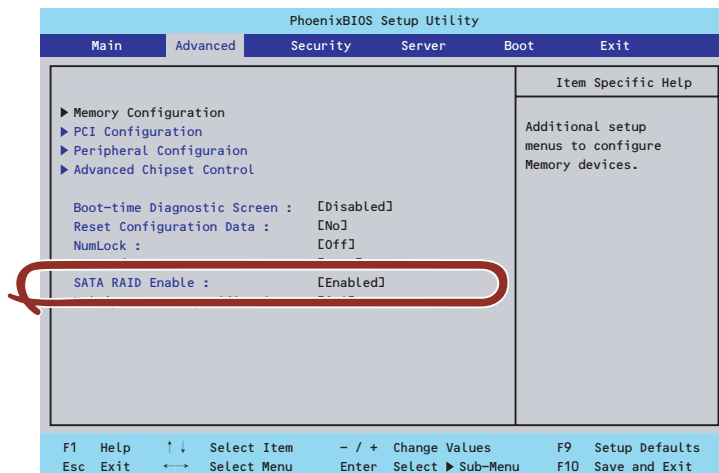 PhoenixBIOS Setup Utility
Main Advanced Security Server Boot Exit
Item Specific Help
▶ Memory Configuration
▶ PCI Configuration
▶ Peripheral Configuraion
▶ Advanced Chipset Control
Additional setup
menus to configure
Memory devices.
Boot-time Diagnostic Screen : [Disabled]
Reset Configuration Data : [No]
NumLock : [Off]
SATA RAID Enable : [Enabled]
F1 Help ↑↓ Select Item - / + Change Values F9 Setup Defaults
Esc Exit ←→ Select Menu Enter Select ▶ Sub-Menu F10 Save and Exit